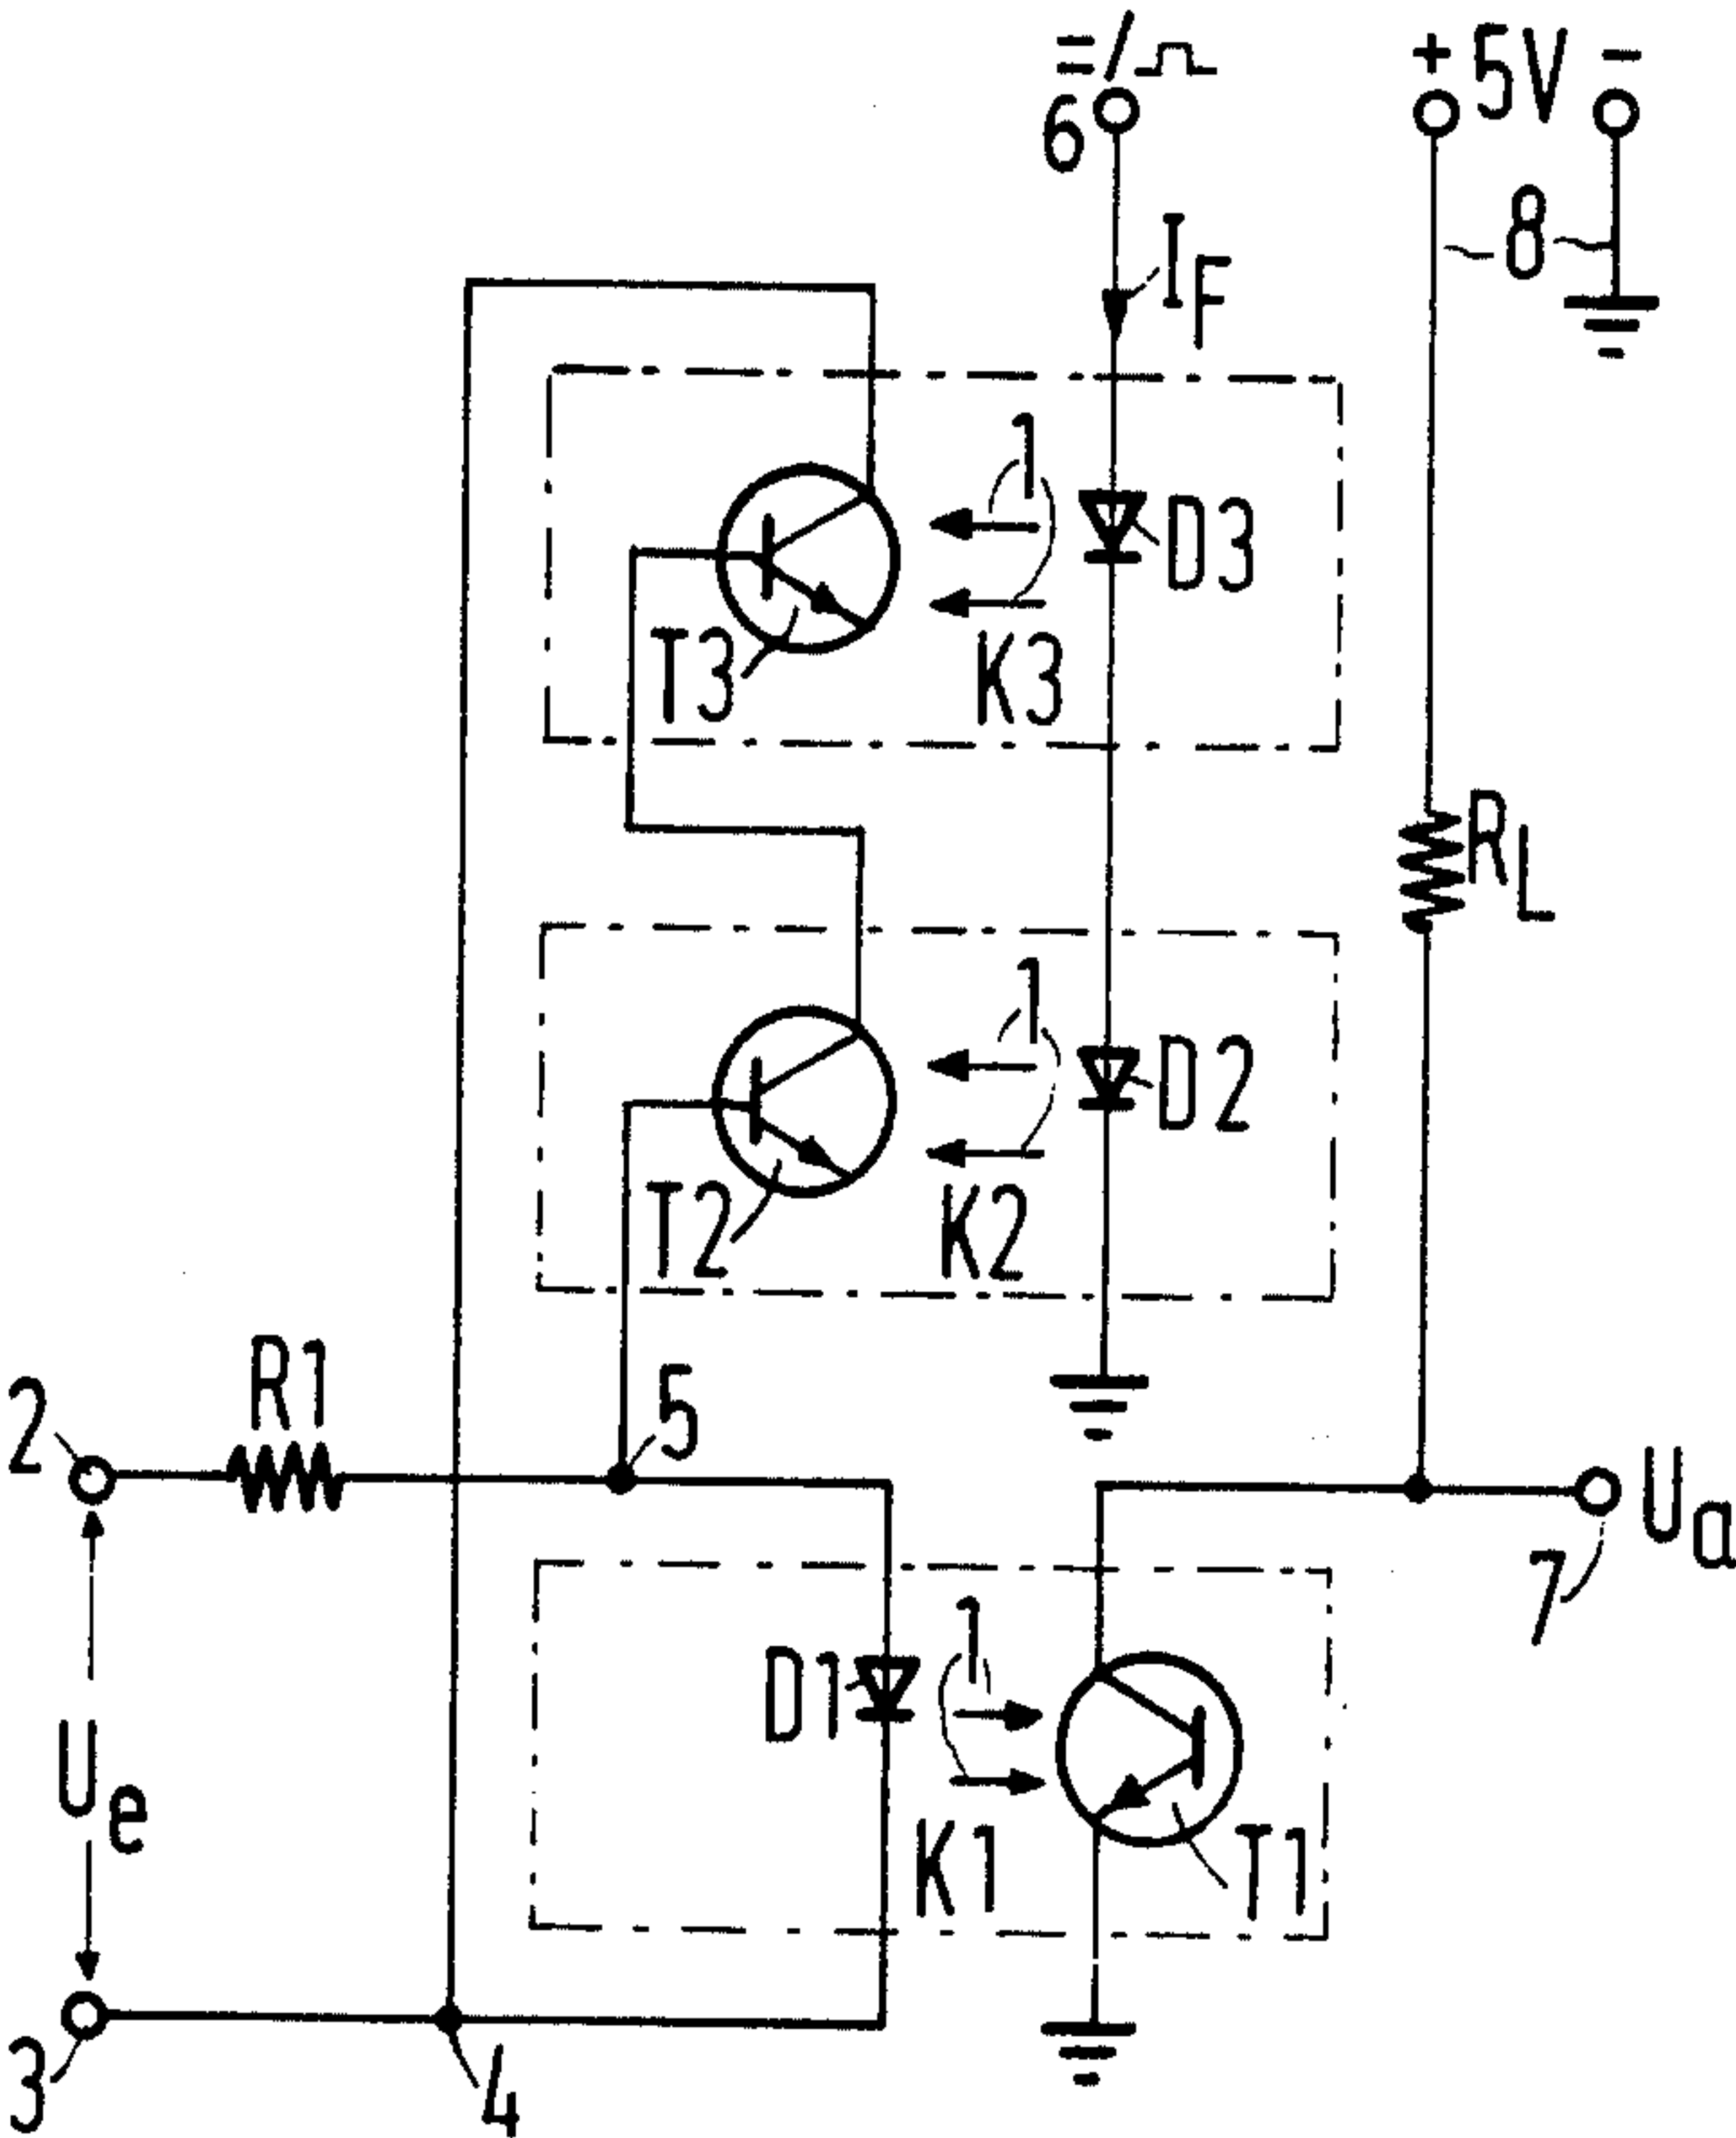 =/
+ 5V -
6
8
I_F
1
D3
T3
K3
R_L
1
D2
T2
K2
R1
2
5
U_a
7
1
D1
U_e
K1
T1
3
4